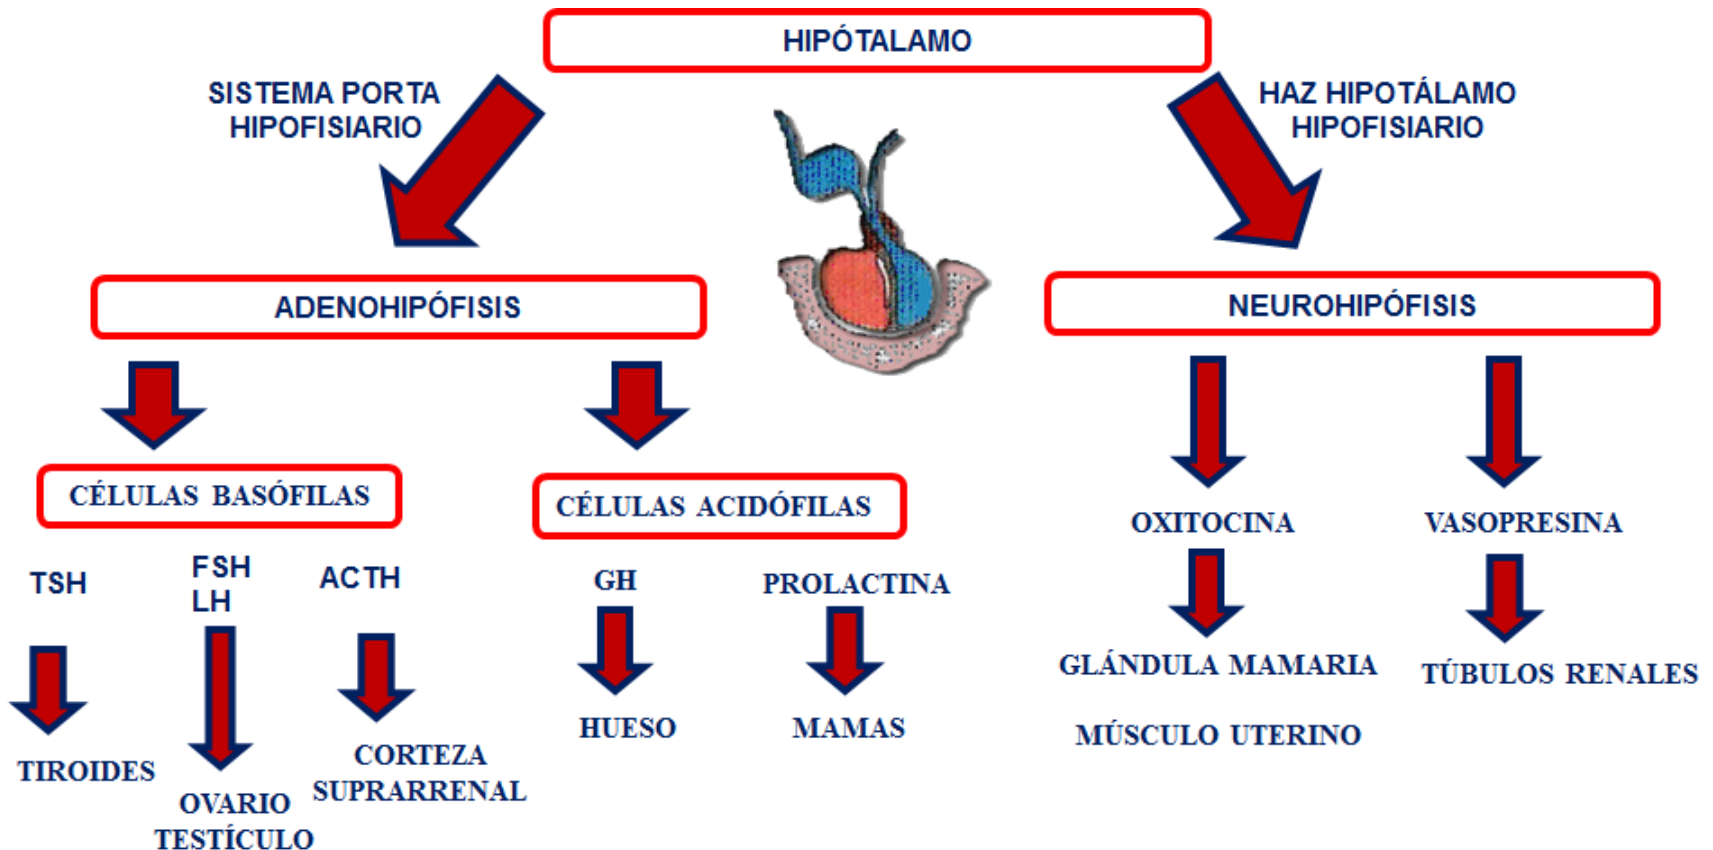 HIPÓTALAMO
SISTEMA PORTA
HIPOFISIARIO
HAZ HIPOTÁLAMO
HIPOFISIARIO
ADENOHIPÓFISIS
NEUROHIPÓFISIS
CÉLULAS BASÓFILAS
CÉLULAS ACIDÓFILAS
OXITOCINA
VASOPRESINA
TSH
FSH
LH
ACTH
GH
PROLACTINA
GLÁNDULA MAMARIA
MÚSCULO UTERINO
TÚBULOS RENALES
TIROIDES
OVARIO
TESTÍCULO
CORTEZA
SUPRARRENAL
HUESO
MAMAS